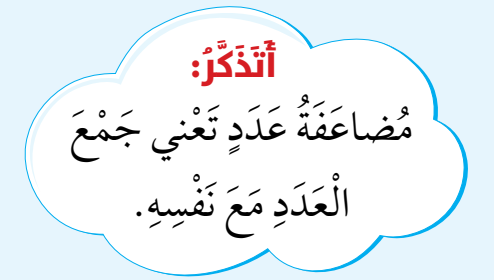 أَتَذَكَّرُ:
مُضاعَفَةُ عَدَدٍ تَعْني جَمْعَ
الْعَدَدِ مَعَ نَفْسِهِ.